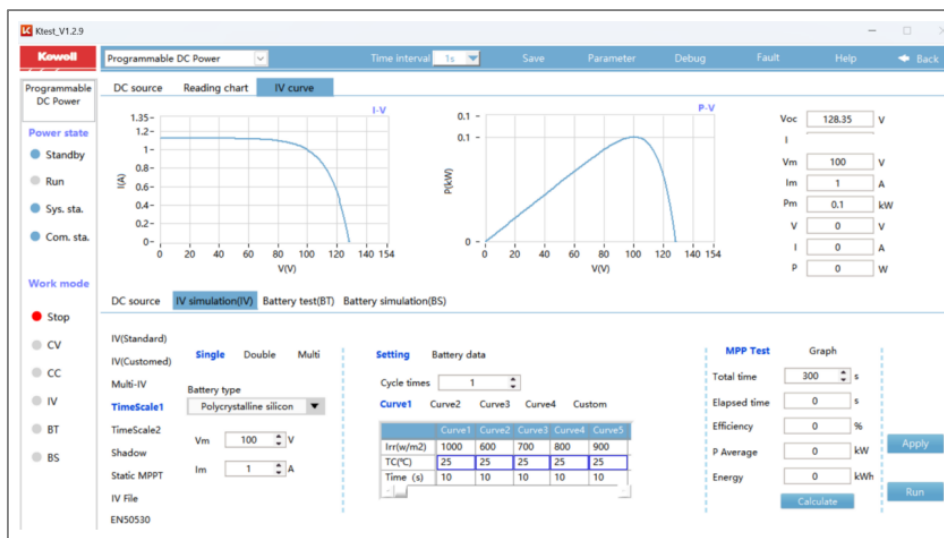 Ktest_V1.2.9
Kowell
Programmable DC Power
Time interval 1s Save Parameter Debug Fault Help Back
Programmable
DC Power
DC source Reading chart IV curve
Power state
Standby
Run
Sys. sta.
Com. sta.
I-V
1.35
1.2
1
0.8
0.6
0.4
0.2
0
I(A)
0 20 40 60 80 100 120 140 154
V(V)
P-V
0.1
0.1
0
P(kW)
0 20 40 60 80 100 120 140 154
V(V)
Voc 128.35 V
I
Vm 100 V
Im 1 A
Pm 0.1 kW
V 0 V
I 0 A
P 0 W
Work mode
Stop
CV
CC
IV
BT
BS
DC source IV simulation(IV) Battery test(BT) Battery simulation(BS)
IV(Standard)
IV(Customed)
Multi-IV
TimeScale1
TimeScale2
Shadow
Static MPPT
IV File
EN50530
Single Double Multi
Battery type
Polycrystalline silicon
Vm 100 V
Im 1 A
Setting Battery data
Cycle times 1
Curve1 Curve2 Curve3 Curve4 Custom
Curve1 Curve2 Curve3 Curve4 Curve5
Irr(w/m2) 1000 600 700 800 900
TC(℃) 25 25 25 25 25
Time (s) 10 10 10 10 10
MPP Test Graph
Total time 300 s
Elapsed time 0 s
Efficiency 0 %
P Average 0 kW
Energy 0 kWh
Calculate
Apply
Run